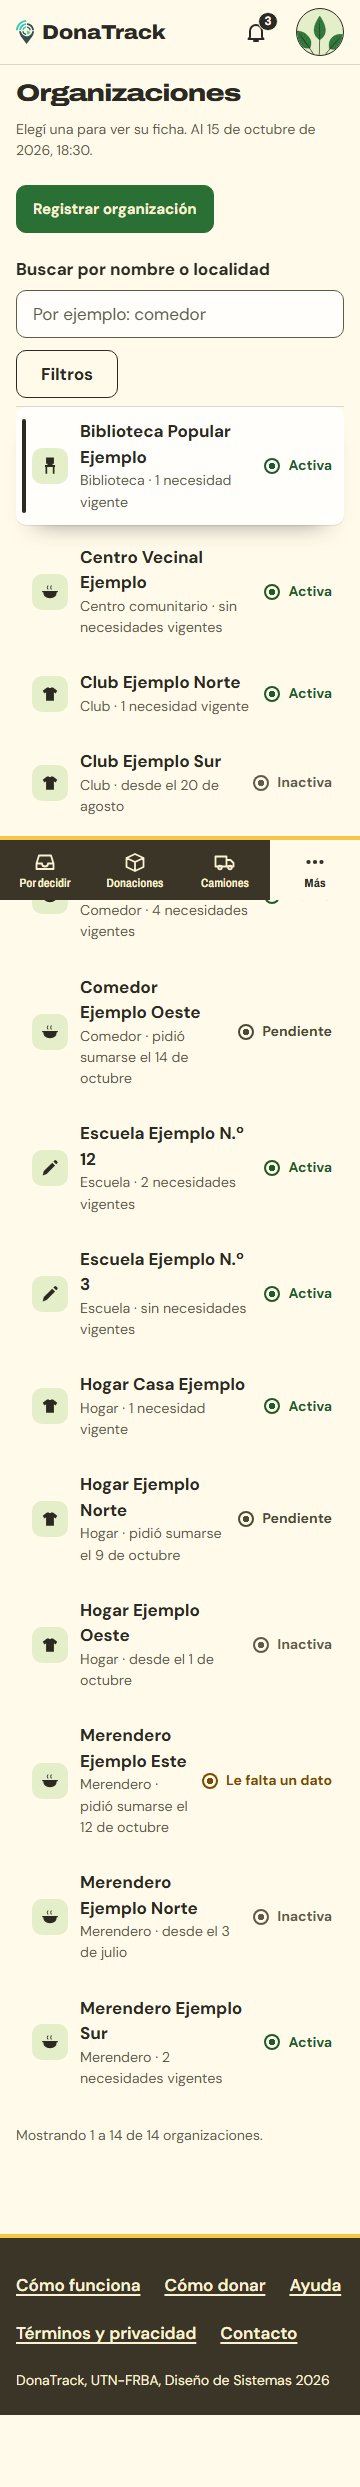 DonaTrack
3
Organizaciones
Elegí una para ver su ficha. Al 15 de octubre de
2026, 18:30.
Registrar organización
Buscar por nombre o localidad
Por ejemplo: comedor
Filtros
Biblioteca Popular
Ejemplo
Biblioteca · 1 necesidad
vigente
Activa
Centro Vecinal
Ejemplo
Centro comunitario · sin
necesidades vigentes
Activa
Club Ejemplo Norte
Club · 1 necesidad vigente
Activa
Club Ejemplo Sur
Club · desde el 20 de
agosto
Inactiva
Por decidir
Donaciones
Camiones
Más
Comedor · 4 necesidades
vigentes
Comedor
Ejemplo Oeste
Comedor · pidió
sumarse el 14 de
octubre
Pendiente
Escuela Ejemplo N.º
12
Escuela · 2 necesidades
vigentes
Activa
Escuela Ejemplo N.º
3
Escuela · sin necesidades
vigentes
Activa
Hogar Casa Ejemplo
Hogar · 1 necesidad
vigente
Activa
Hogar Ejemplo
Norte
Hogar · pidió sumarse
el 9 de octubre
Pendiente
Hogar Ejemplo
Oeste
Hogar · desde el 1 de
octubre
Inactiva
Merendero
Ejemplo Este
Merendero ·
pidió sumarse el
12 de octubre
Le falta un dato
Merendero
Ejemplo Norte
Merendero · desde el 3
de julio
Inactiva
Merendero Ejemplo
Sur
Merendero · 2
necesidades vigentes
Activa
Mostrando 1 a 14 de 14 organizaciones.
Cómo funciona
Cómo donar
Ayuda
Términos y privacidad
Contacto
DonaTrack, UTN-FRBA, Diseño de Sistemas 2026